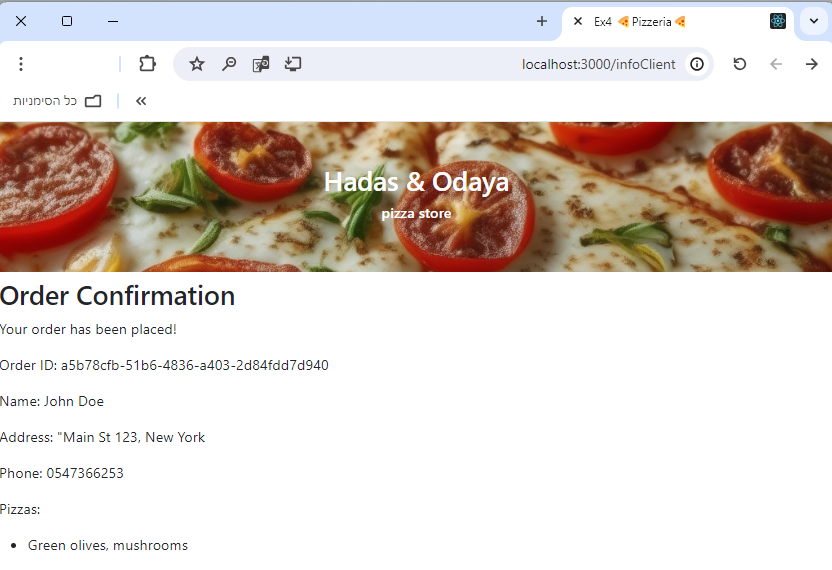 Ex4 🍕 Pizzeria 🍕
localhost:3000/infoClient
כל הסימניות
Hadas & Odaya
pizza store
Order Confirmation
Your order has been placed!
Order ID: a5b78cfb-51b6-4836-a403-2d84fdd7d940
Name: John Doe
Address: "Main St 123, New York
Phone: 0547366253
Pizzas:
• Green olives, mushrooms